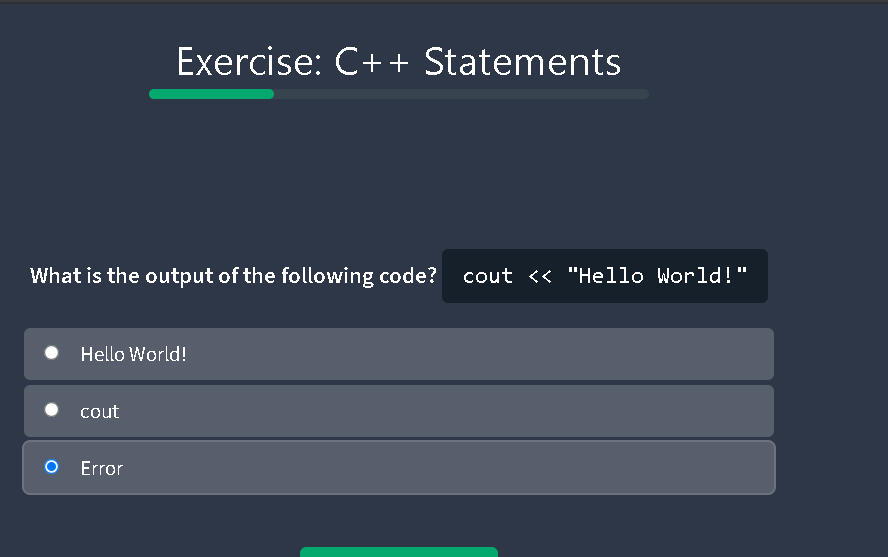 Exercise: C++ Statements
What is the output of the following code? cout << "Hello World!"
Hello World!
cout
Error